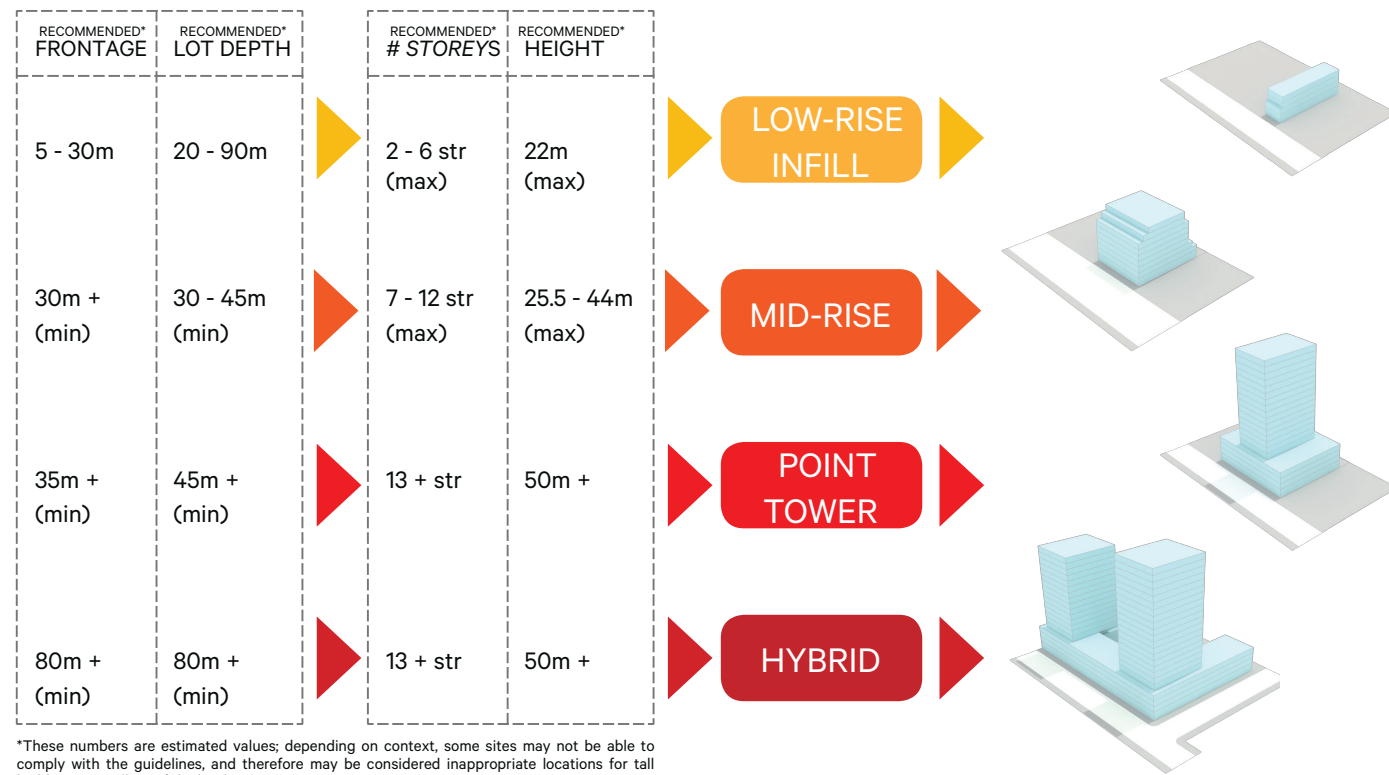 RECOMMENDED* RECOMMENDED* RECOMMENDED* RECOMMENDED*
FRONTAGE LOT DEPTH # STOREYS HEIGHT
5 - 30m 20 - 90m 2 - 6 str 22m
(max) (max)
LOW-RISE
INFILL
30m + 30 - 45m 7 - 12 str 25.5 - 44m
(min) (min) (max) (max)
MID-RISE
35m + 45m + 13 + str 50m +
(min) (min)
POINT
TOWER
80m + 80m + 13 + str 50m +
(min) (min)
HYBRID
*These numbers are estimated values; depending on context, some sites may not be able to
comply with the guidelines, and therefore may be considered inappropriate locations for tall